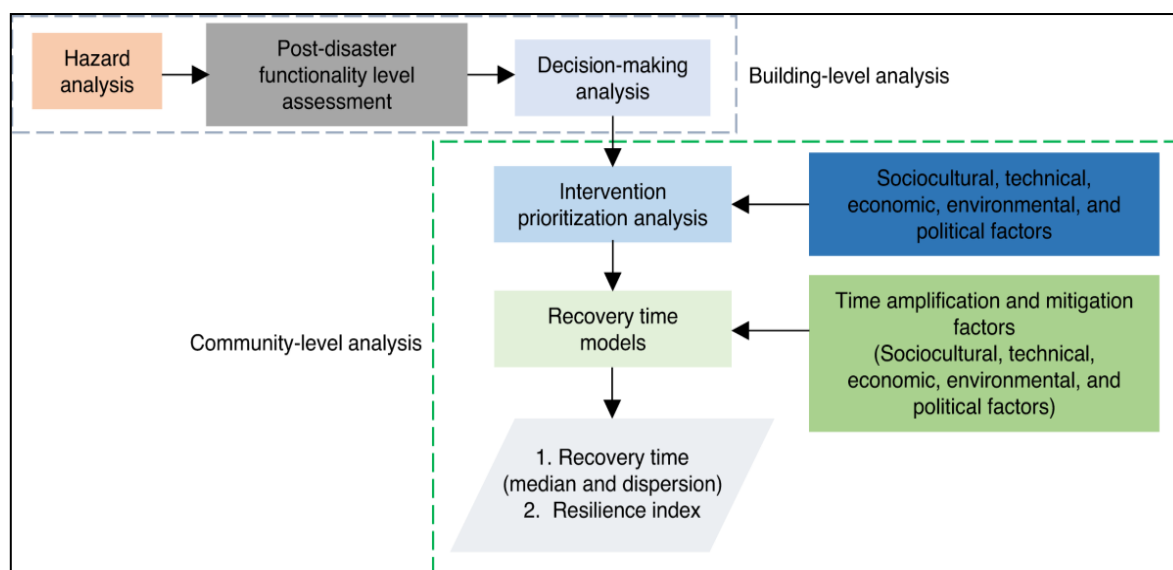 Hazard
analysis
Post-disaster
functionality level
assessment
Decision-making
analysis
Building-level analysis
Intervention
prioritization analysis
Sociocultural, technical,
economic, environmental, and
political factors
Community-level analysis
Recovery time
models
Time amplification and mitigation
factors
(Sociocultural, technical,
economic, environmental, and
political factors)
1. Recovery time
(median and dispersion)
2. Resilience index